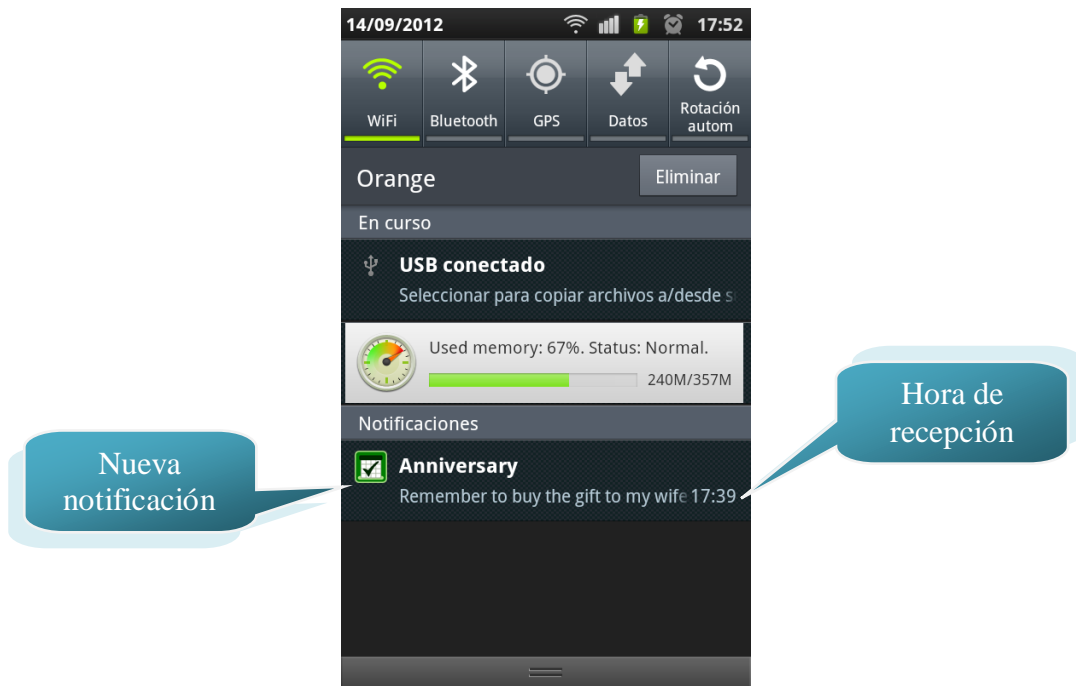 14/09/2012 17:52
WiFi Bluetooth GPS Datos Rotación
autom
Orange Eliminar
En curso
USB conectado
Seleccionar para copiar archivos a/desde s
Used memory: 67%. Status: Normal.
240M/357M
Notificaciones
Anniversary
Remember to buy the gift to my wife 17:39
Nueva
notificación
Hora de
recepción